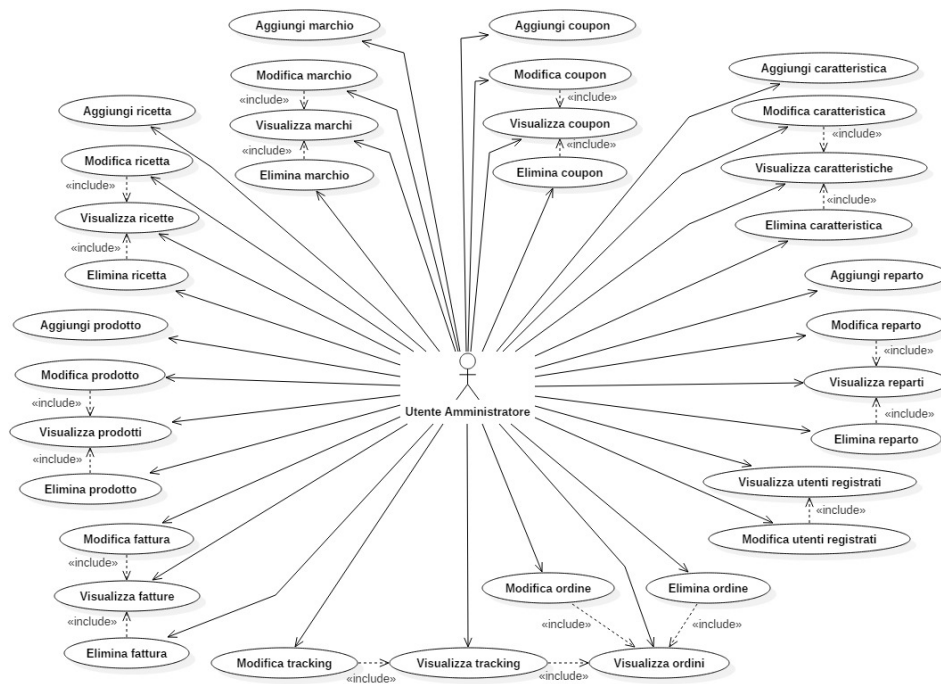 Aggiungi marchio
Aggiungi coupon
Modifica marchio
«include»
Visualizza marchi
«include»
Elimina marchio
Modifica coupon
«include»
Visualizza coupon
«include»
Elimina coupon
Aggiungi caratteristica
Modifica caratteristica
«include»
Visualizza caratteristiche
«include»
Elimina caratteristica
Aggiungi ricetta
Modifica ricetta
«include»
Visualizza ricette
«include»
Elimina ricetta
Aggiungi reparto
Modifica reparto
«include»
Visualizza reparti
«include»
Elimina reparto
Aggiungi prodotto
Modifica prodotto
«include»
Visualizza prodotti
«include»
Elimina prodotto
Utente Amministratore
Visualizza utenti registrati
«include»
Modifica utenti registrati
Modifica fattura
«include»
Visualizza fatture
«include»
Elimina fattura
Modifica ordine
Elimina ordine
«include»
«include»
Modifica tracking
«include»
Visualizza tracking
«include»
Visualizza ordini